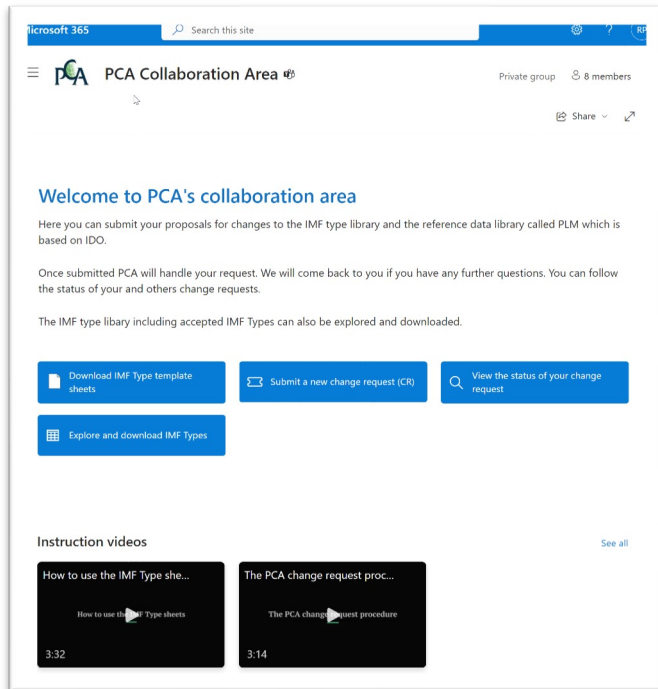 Microsoft 365
Search this site
? RP
PCA PCA Collaboration Area
Private group 8 members
Share
Welcome to PCA's collaboration area
Here you can submit your proposals for changes to the IMF type library and the reference data library called PLM which is
based on IDO.
Once submitted PCA will handle your request. We will come back to you if you have any further questions. You can follow
the status of your and others change requests.
The IMF type libary including accepted IMF Types can also be explored and downloaded.
Download IMF Type template
sheets
Submit a new change request (CR)
View the status of your change
request
Explore and download IMF Types
Instruction videos
See all
How to use the IMF Type she...
How to use the IMF Type sheets
3:32
The PCA change request proc...
The PCA change request procedure
3:14